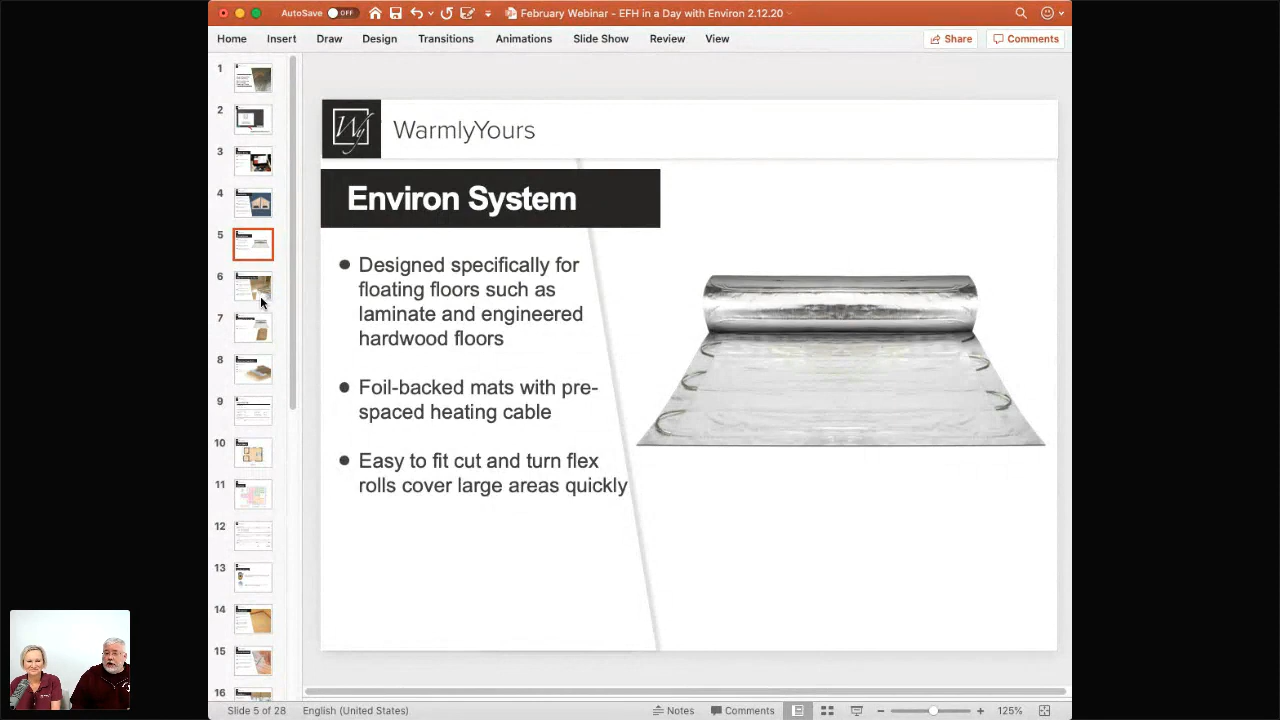 AutoSave OFF
February Webinar - EFH in a Day with Environ 2.12.20
Home Insert Draw Design Transitions Animations Slide Show Review View Share Comments
1
2
3
4
5
6
7
8
9
10
11
12
13
14
15
16
Wy WarmlyYours
Environ System
Designed specifically for
floating floors such as
laminate and engineered
hardwood floors
Foil-backed mats with pre-
spaced heating cable
Easy to fit cut and turn flex
rolls cover large areas quickly
Slide 5 of 28 English (United States) Notes Comments 125%